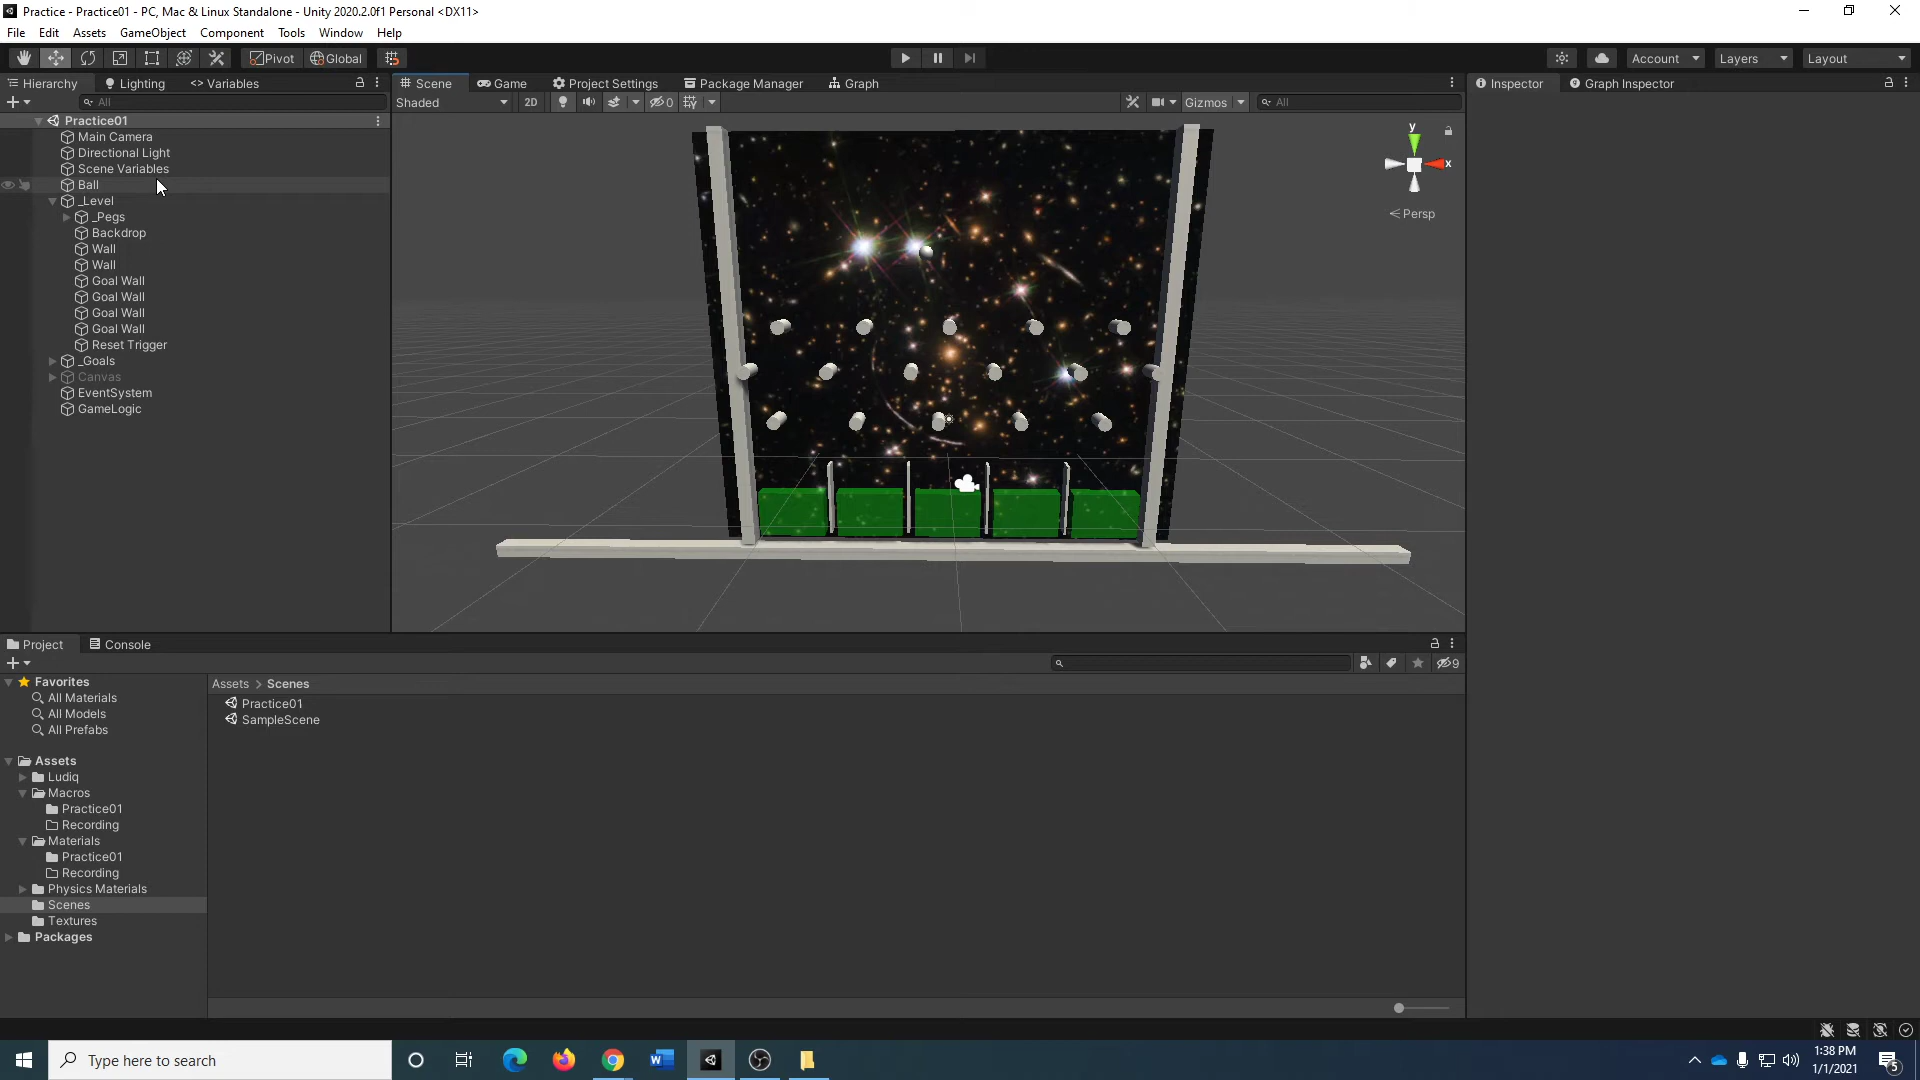 Practice - Practice01 - PC, Mac & Linux Standalone - Unity 2020.2.0f1 Personal <DX11>
File Edit Assets GameObject Component Tools Window Help
Pivot Global Account Layers Layout
Hierarchy Lighting <> Variables Scene Game Project Settings Package Manager Graph Inspector Graph Inspector
All Shaded 2D 0 Gizmos All
Practice01
Main Camera
Directional Light
Scene Variables
Ball
_Level
_Pegs
Backdrop
Wall
Wall
Goal Wall
Goal Wall
Goal Wall
Goal Wall
Reset Trigger
_Goals
Canvas
EventSystem
GameLogic
y
x
Persp
Project Console
9
Favorites
All Materials
All Models
All Prefabs
Assets
Ludiq
Macros
Practice01
Recording
Materials
Practice01
Recording
Physics Materials
Scenes
Textures
Packages
Assets > Scenes
Practice01
SampleScene
Type here to search
1:38 PM
1/1/2021
5